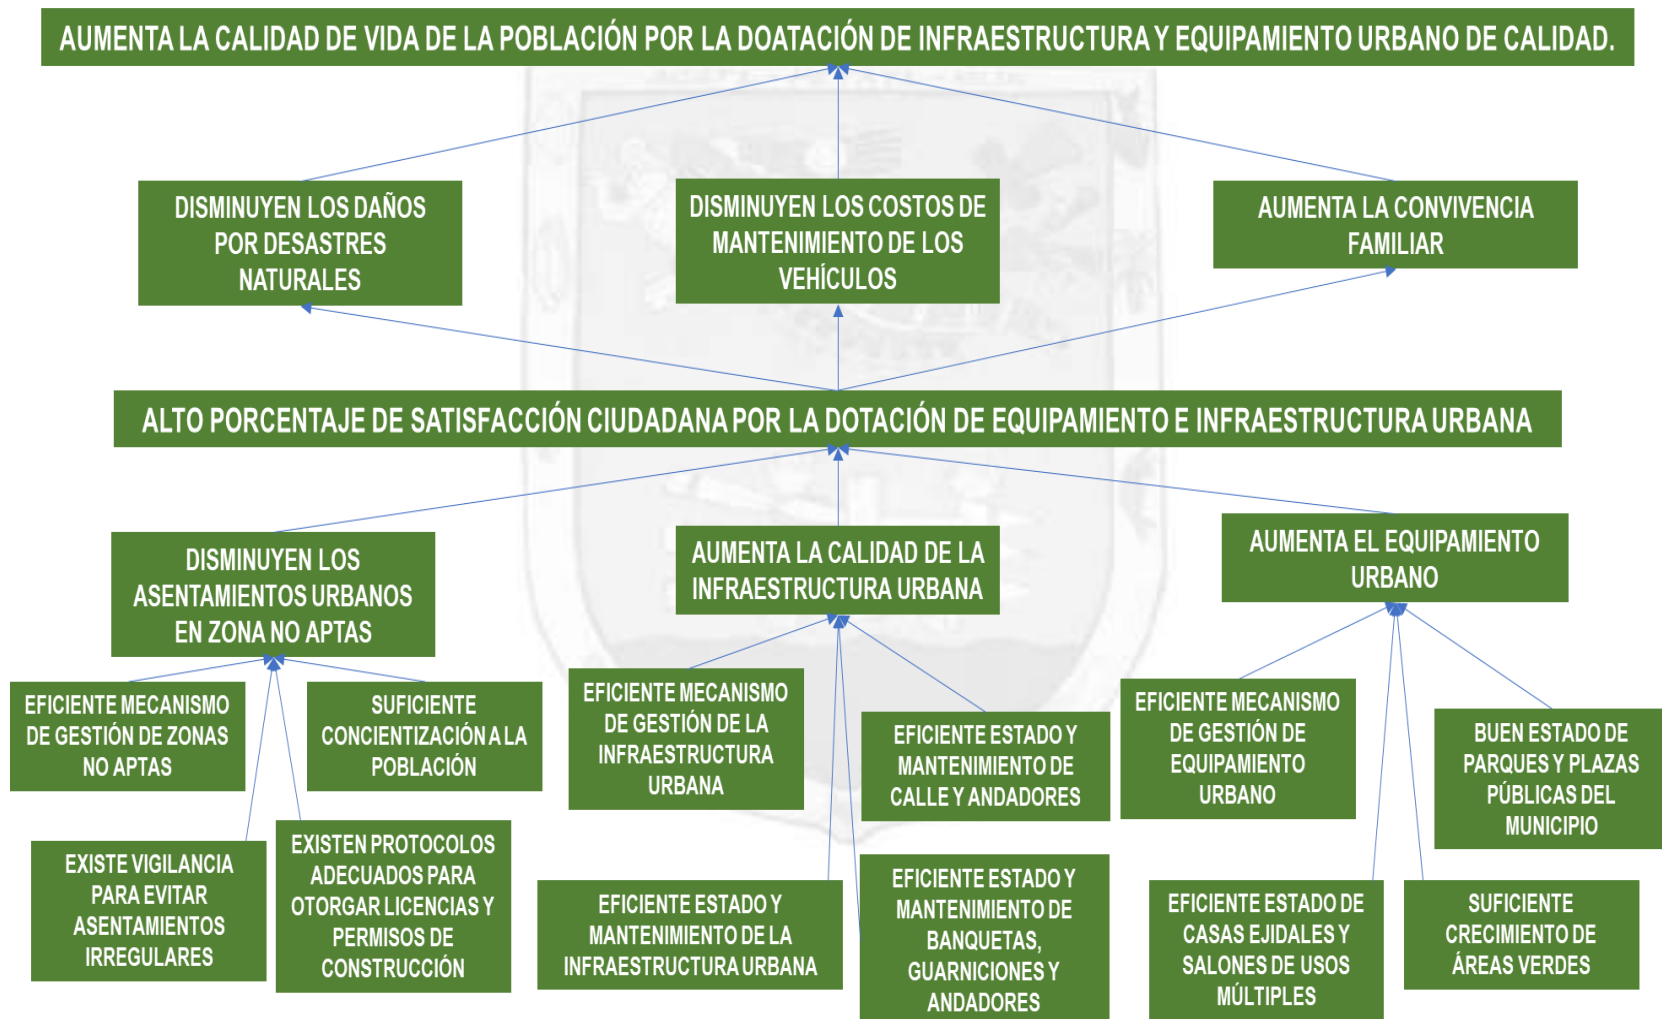 AUMENTA LA CALIDAD DE VIDA DE LA POBLACIÓN POR LA DOATACIÓN DE INFRAESTRUCTURA Y EQUIPAMIENTO URBANO DE CALIDAD.
DISMINUYEN LOS DAÑOS
POR DESASTRES
NATURALES
DISMINUYEN LOS COSTOS DE
MANTENIMIENTO DE LOS
VEHÍCULOS
AUMENTA LA CONVIVENCIA
FAMILIAR
ALTO PORCENTAJE DE SATISFACCIÓN CIUDADANA POR LA DOTACIÓN DE EQUIPAMIENTO E INFRAESTRUCTURA URBANA
DISMINUYEN LOS
ASENTAMIENTOS URBANOS
EN ZONA NO APTAS
AUMENTA LA CALIDAD DE LA
INFRAESTRUCTURA URBANA
AUMENTA EL EQUIPAMIENTO
URBANO
EFICIENTE MECANISMO
DE GESTIÓN DE ZONAS
NO APTAS
SUFICIENTE
CONCIENTIZACIÓN A LA
POBLACIÓN
EXISTE VIGILANCIA
PARA EVITAR
ASENTAMIENTOS
IRREGULARES
EXISTEN PROTOCOLOS
ADECUADOS PARA
OTORGAR LICENCIAS Y
PERMISOS DE
CONSTRUCCIÓN
EFICIENTE MECANISMO
DE GESTIÓN DE LA
INFRAESTRUCTURA
URBANA
EFICIENTE ESTADO Y
MANTENIMIENTO DE
CALLE Y ANDADORES
EFICIENTE ESTADO Y
MANTENIMIENTO DE LA
INFRAESTRUCTURA URBANA
EFICIENTE ESTADO Y
MANTENIMIENTO DE
BANQUETAS,
GUARNICIONES Y
ANDADORES
EFICIENTE MECANISMO
DE GESTIÓN DE
EQUIPAMIENTO
URBANO
BUEN ESTADO DE
PARQUES Y PLAZAS
PÚBLICAS DEL
MUNICIPIO
EFICIENTE ESTADO DE
CASAS EJIDALES Y
SALONES DE USOS
MÚLTIPLES
SUFICIENTE
CRECIMIENTO DE
ÁREAS VERDES